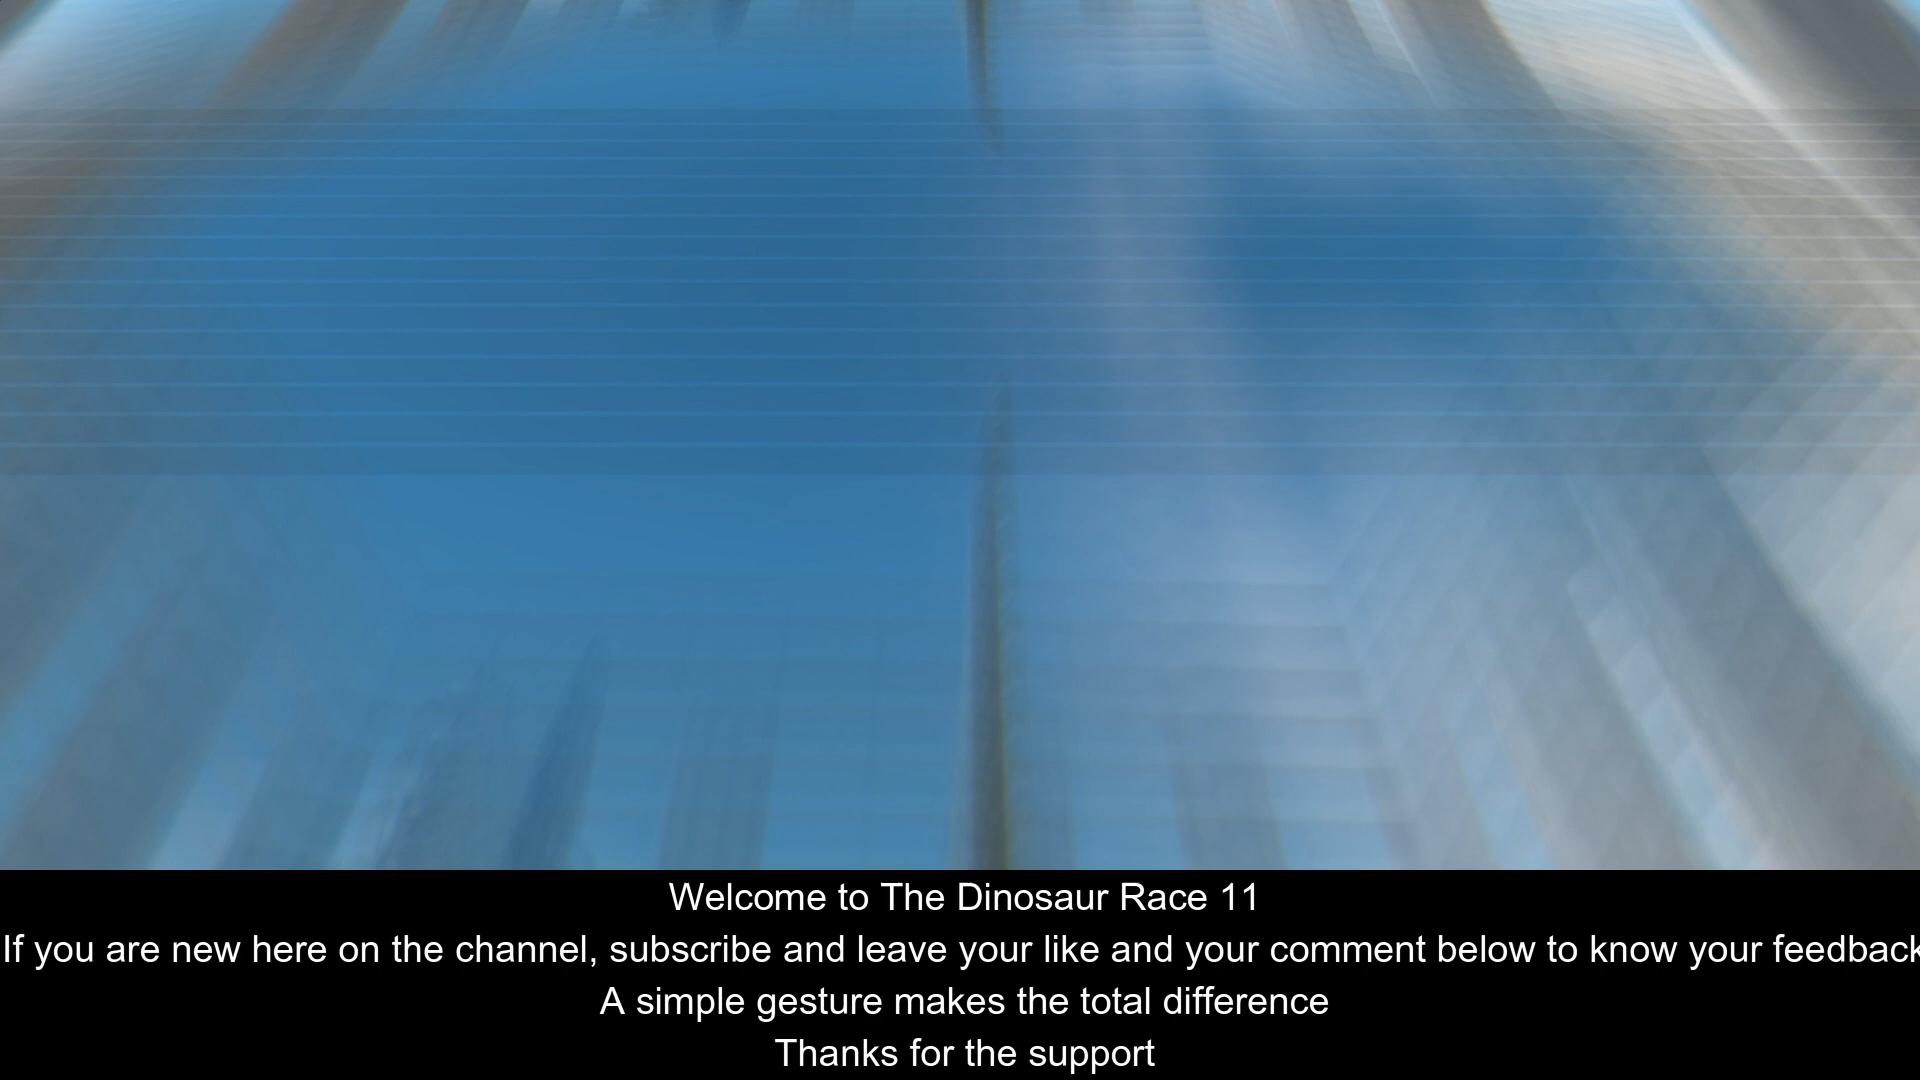 Welcome to The Dinosaur Race 11
If you are new here on the channel, subscribe and leave your like and your comment below to know your feedback
A simple gesture makes the total difference
Thanks for the support